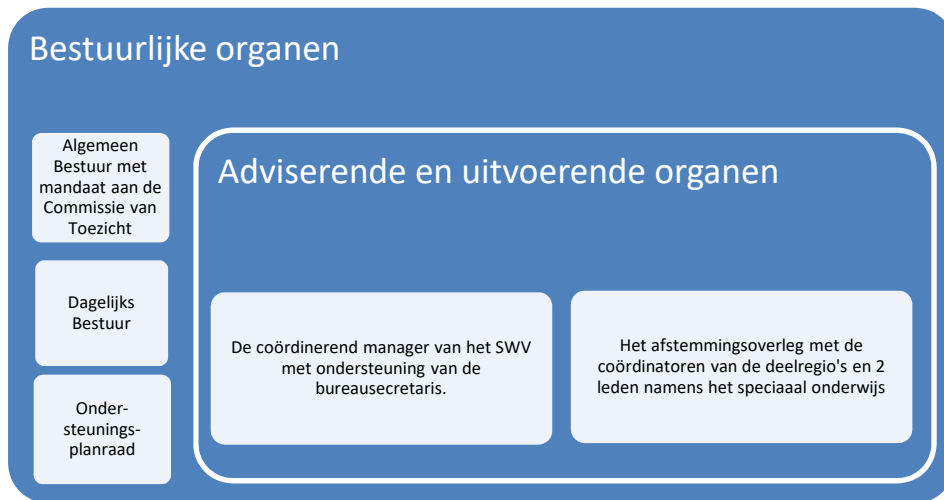 Bestuurlijke organen
Algemeen
Bestuur met
mandaat aan de
Commissie van
Toezicht
Dagelijks
Bestuur
Onder-
steunings-
planraad
Adviserende en uitvoerende organen
De coördinerend manager van het SWV
met ondersteuning van de
bureausecretaris.
Het afstemmingsoverleg met de
coördinatoren van de deelregio's en 2
leden namens het speciaaal onderwijs